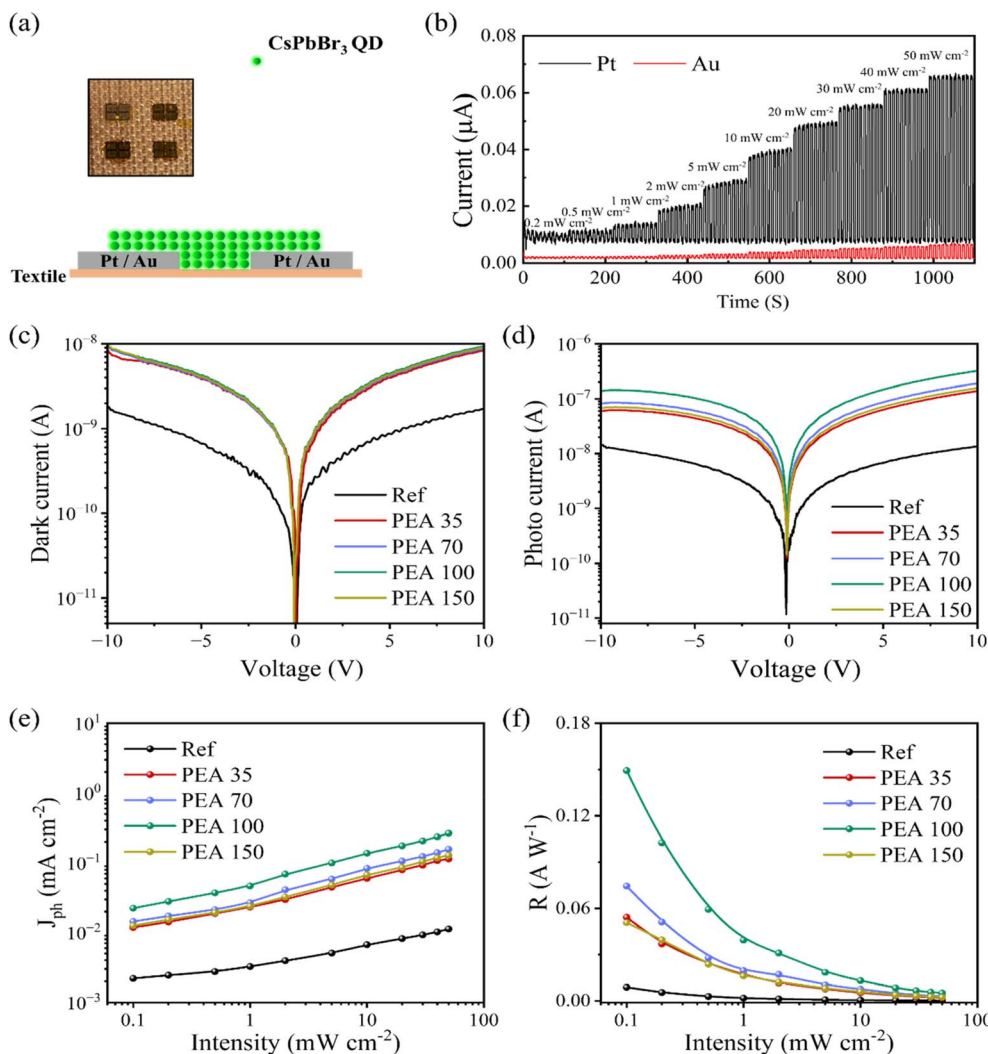 (a)
CsPbBr₃ QD
Pt / Au
Pt / Au
Textile
(b)
0.08
0.06
0.04
0.02
0.00
Current (µA)
Pt
Au
0.2 mW cm⁻²
0.5 mW cm⁻²
1 mW cm⁻²
2 mW cm⁻²
5 mW cm⁻²
10 mW cm⁻²
20 mW cm⁻²
30 mW cm⁻²
40 mW cm⁻²
50 mW cm⁻²
0 200 400 600 800 1000
Time (S)
(c)
10⁻⁸
10⁻⁹
10⁻¹⁰
10⁻¹¹
Dark current (A)
Ref
PEA 35
PEA 70
PEA 100
PEA 150
−10 −5 0 5 10
Voltage (V)
(d)
10⁻⁶
10⁻⁷
10⁻⁸
10⁻⁹
10⁻¹⁰
10⁻¹¹
Photo current (A)
Ref
PEA 35
PEA 70
PEA 100
PEA 150
−10 −5 0 5 10
Voltage (V)
(e)
10¹
10⁰
10⁻¹
10⁻²
10⁻³
J_ph (mA cm⁻²)
Ref
PEA 35
PEA 70
PEA 100
PEA 150
0.1 1 10 100
Intensity (mW cm⁻²)
(f)
0.18
0.12
0.06
0.00
R (A W⁻¹)
Ref
PEA 35
PEA 70
PEA 100
PEA 150
0.1 1 10 100
Intensity (mW cm⁻²)